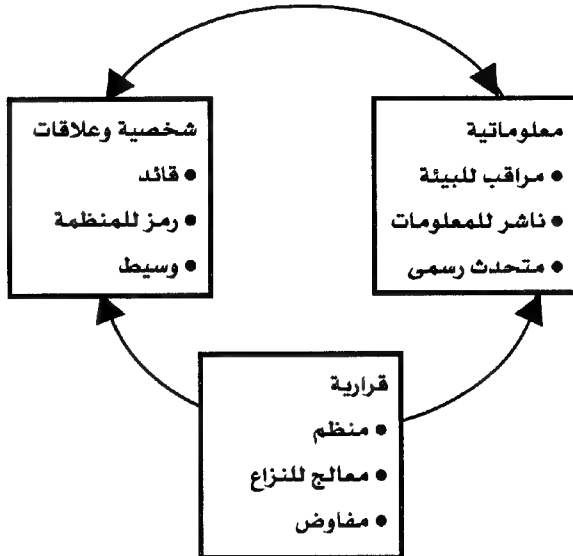 شخصية وعلاقات
• قائد
• رمز للمنظمة
• وسيط
معلوماتية
• مراقب للبيئة
• ناشر للمعلومات
• متحدث رسمى
قرارية
• منظم
• معالج للنزاع
• مفاوض